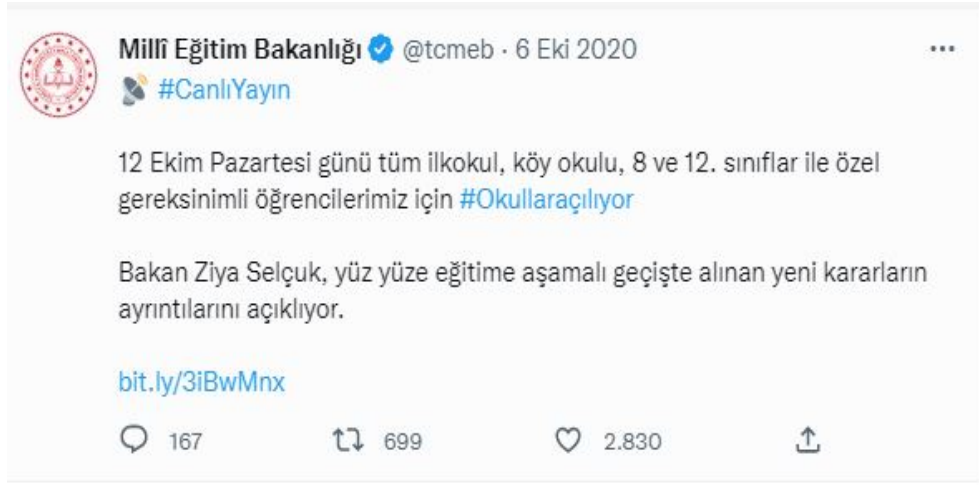 Millî Eğitim Bakanlığı @tcmeb · 6 Eki 2020
#CanlıYayın
12 Ekim Pazartesi günü tüm ilkokul, köy okulu, 8 ve 12. sınıflar ile özel
gereksinimli öğrencilerimiz için #Okullaraçılıyor
Bakan Ziya Selçuk, yüz yüze eğitime aşamalı geçişte alınan yeni kararların
ayrıntılarını açıklıyor.
bit.ly/3iBwMnx
167 699 2.830